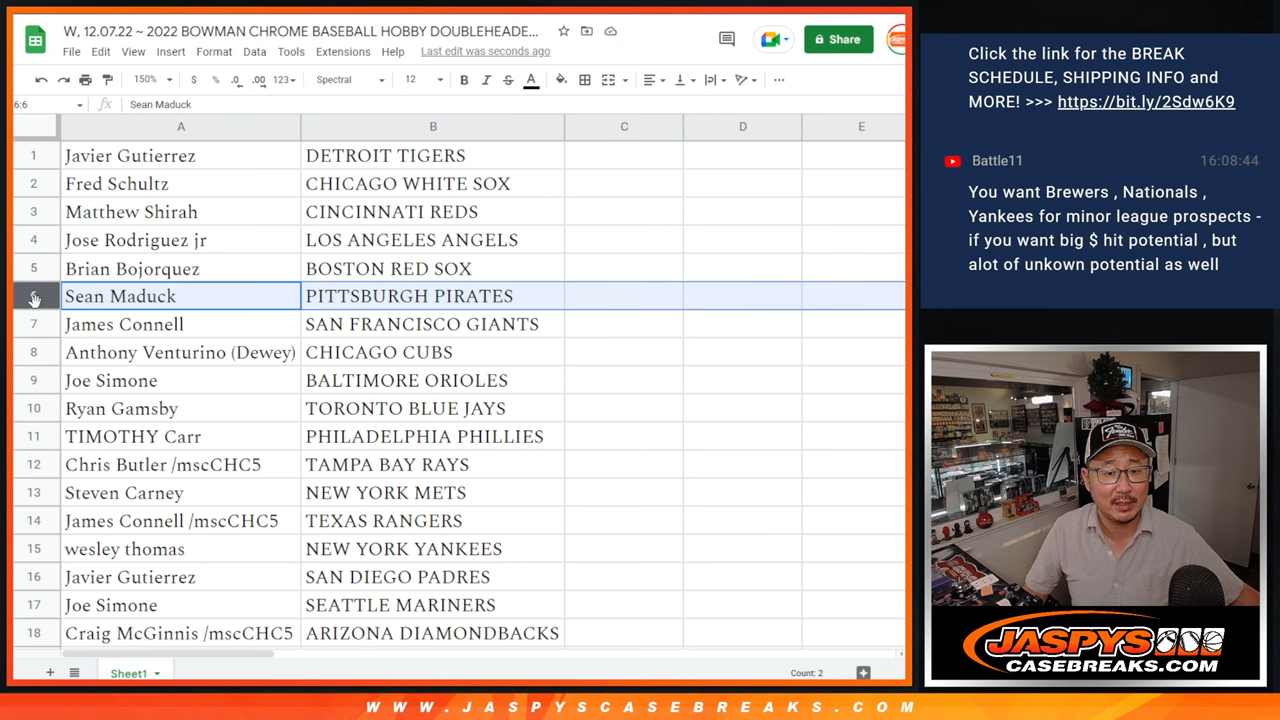 W, 12.07.22 ~ 2022 BOWMAN CHROME BASEBALL HOBBY DOUBLEHEADE...
File Edit View Insert Format Data Tools Extensions Help Last edit was seconds ago
Share
150% $ % .0 .00 123 Spectral 12 B I S A
6:6 fx Sean Maduck
A B C D E
1 Javier Gutierrez DETROIT TIGERS
2 Fred Schultz CHICAGO WHITE SOX
3 Matthew Shirah CINCINNATI REDS
4 Jose Rodriguez jr LOS ANGELES ANGELS
5 Brian Bojorquez BOSTON RED SOX
Sean Maduck PITTSBURGH PIRATES
7 James Connell SAN FRANCISCO GIANTS
8 Anthony Venturino (Dewey) CHICAGO CUBS
9 Joe Simone BALTIMORE ORIOLES
10 Ryan Gamsby TORONTO BLUE JAYS
11 TIMOTHY Carr PHILADELPHIA PHILLIES
12 Chris Butler /mscCHC5 TAMPA BAY RAYS
13 Steven Carney NEW YORK METS
14 James Connell /mscCHC5 TEXAS RANGERS
15 wesley thomas NEW YORK YANKEES
16 Javier Gutierrez SAN DIEGO PADRES
17 Joe Simone SEATTLE MARINERS
18 Craig McGinnis /mscCHC5 ARIZONA DIAMONDBACKS
Sheet1 Count: 2
Click the link for the BREAK
SCHEDULE, SHIPPING INFO and
MORE! >>> https://bit.ly/2Sdw6K9
Battle11 16:08:44
You want Brewers , Nationals ,
Yankees for minor league prospects -
if you want big $ hit potential , but
alot of unkown potential as well
Fender
JASPYS
CASEBREAKS.COM
WWW.JASPYSCASEBREAKS.COM